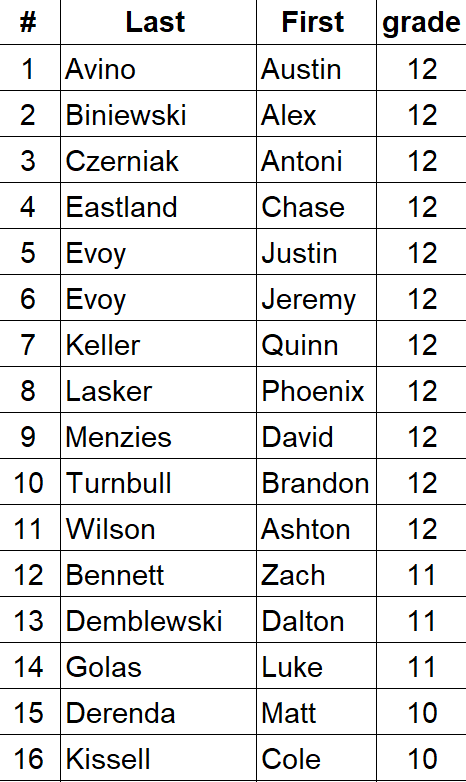 # Last First grade
1 Avino Austin 12
2 Biniewski Alex 12
3 Czerniak Antoni 12
4 Eastland Chase 12
5 Evoy Justin 12
6 Evoy Jeremy 12
7 Keller Quinn 12
8 Lasker Phoenix 12
9 Menzies David 12
10 Turnbull Brandon 12
11 Wilson Ashton 12
12 Bennett Zach 11
13 Demblewski Dalton 11
14 Golas Luke 11
15 Derenda Matt 10
16 Kissell Cole 10